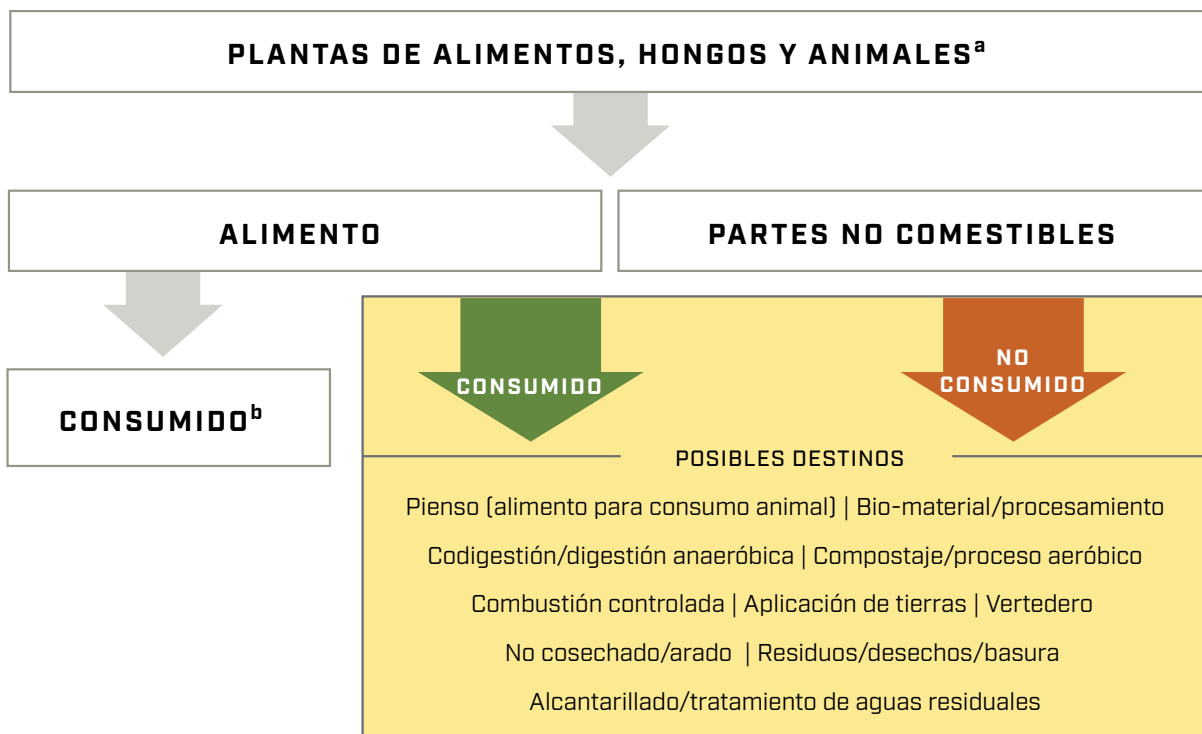 PLANTAS DE ALIMENTOS, HONGOS Y ANIMALESª
ALIMENTO
PARTES NO COMESTIBLES
CONSUMIDO
NO
CONSUMIDO
CONSUMIDOᵇ
POSIBLES DESTINOS
Pienso (alimento para consumo animal) | Bio-material/procesamiento
Codigestión/digestión anaeróbica | Compostaje/proceso aeróbico
Combustión controlada | Aplicación de tierras | Vertedero
No cosechado/arado | Residuos/desechos/basura
Alcantarillado/tratamiento de aguas residuales